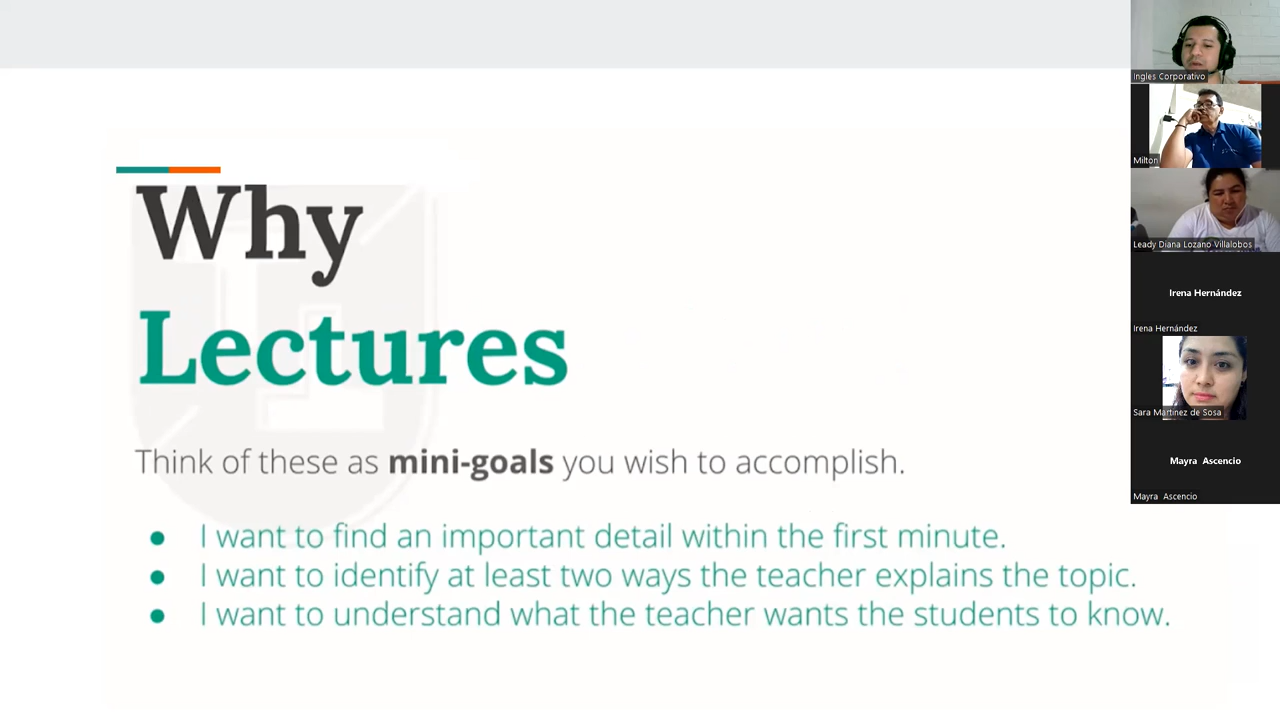 Why
Lectures
Think of these as mini-goals you wish to accomplish.
● I want to find an important detail within the first minute.
● I want to identify at least two ways the teacher explains the topic.
● I want to understand what the teacher wants the students to know.
Ingles Corporativo
Milton
Leady Diana Lozano Villalobos
Irena Hernández
Irena Hernández
Sara Martinez de Sosa
Mayra Ascencio
Mayra Ascencio